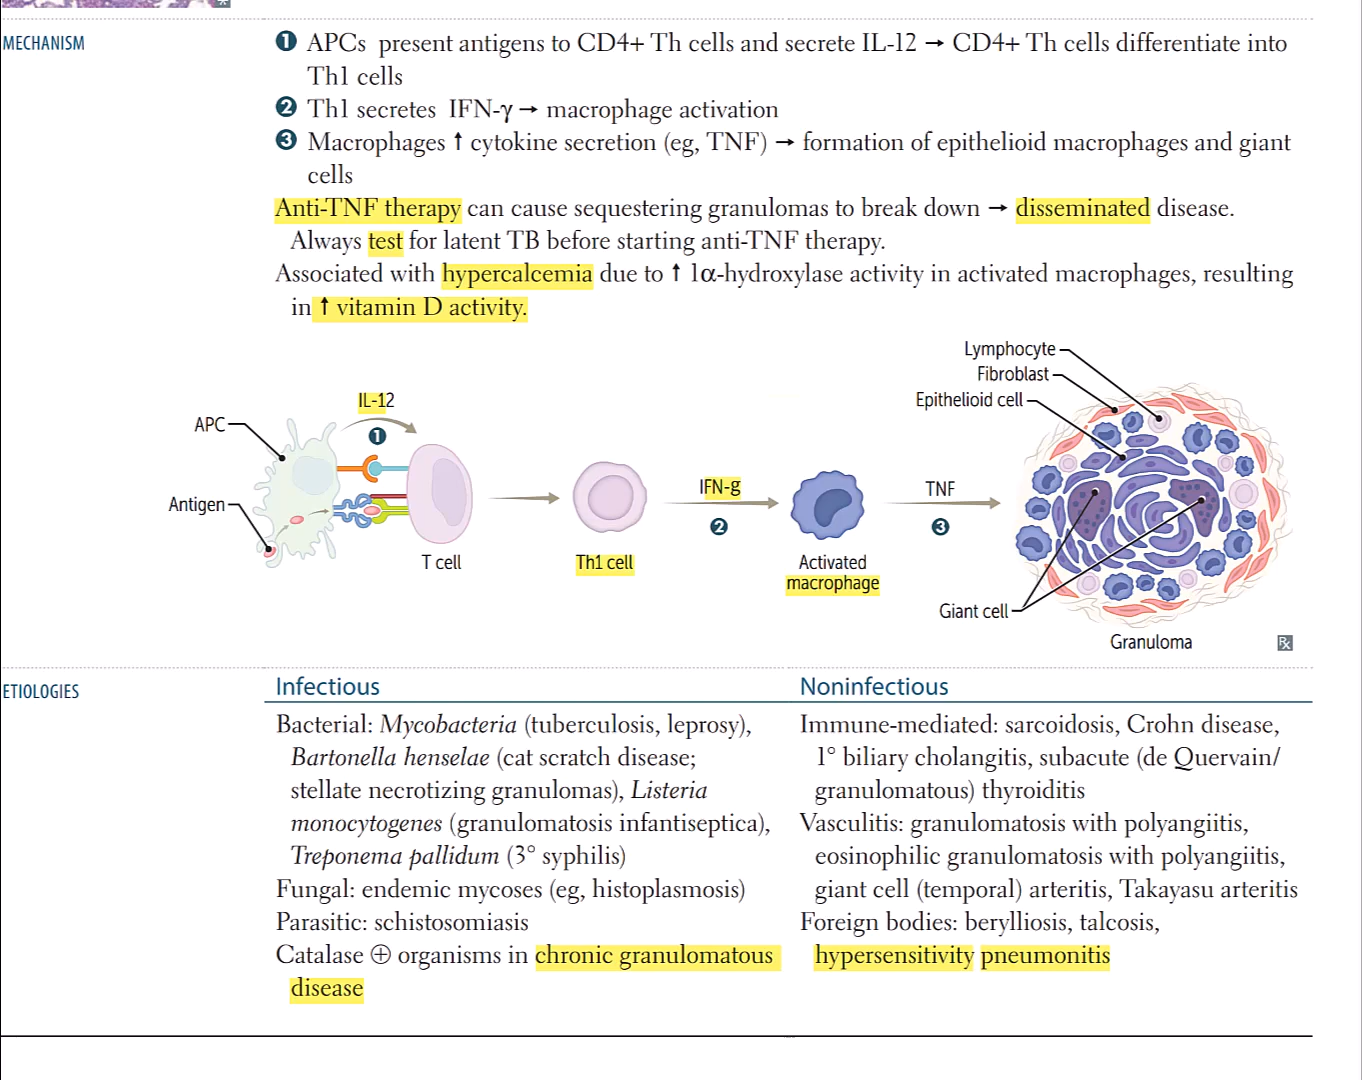 MECHANISM
❶ APCs present antigens to CD4+ Th cells and secrete IL-12 → CD4+ Th cells differentiate into
Th1 cells
❷ Th1 secretes IFN-γ → macrophage activation
❸ Macrophages ↑ cytokine secretion (eg, TNF) → formation of epithelioid macrophages and giant
cells
Anti-TNF therapy can cause sequestering granulomas to break down → disseminated disease.
Always test for latent TB before starting anti-TNF therapy.
Associated with hypercalcemia due to ↑ 1α-hydroxylase activity in activated macrophages, resulting
in ↑ vitamin D activity.
Lymphocyte
Fibroblast
Epithelioid cell
IL-12
APC
❶
Antigen
IFN-g
TNF
❷
❸
T cell
Th1 cell
Activated
macrophage
Giant cell
Granuloma
Rx
ETIOLOGIES
Infectious
Bacterial: Mycobacteria (tuberculosis, leprosy),
Bartonella henselae (cat scratch disease;
stellate necrotizing granulomas), Listeria
monocytogenes (granulomatosis infantiseptica),
Treponema pallidum (3° syphilis)
Fungal: endemic mycoses (eg, histoplasmosis)
Parasitic: schistosomiasis
Catalase ⊕ organisms in chronic granulomatous
disease
Noninfectious
Immune-mediated: sarcoidosis, Crohn disease,
1° biliary cholangitis, subacute (de Quervain/
granulomatous) thyroiditis
Vasculitis: granulomatosis with polyangiitis,
eosinophilic granulomatosis with polyangiitis,
giant cell (temporal) arteritis, Takayasu arteritis
Foreign bodies: berylliosis, talcosis,
hypersensitivity pneumonitis